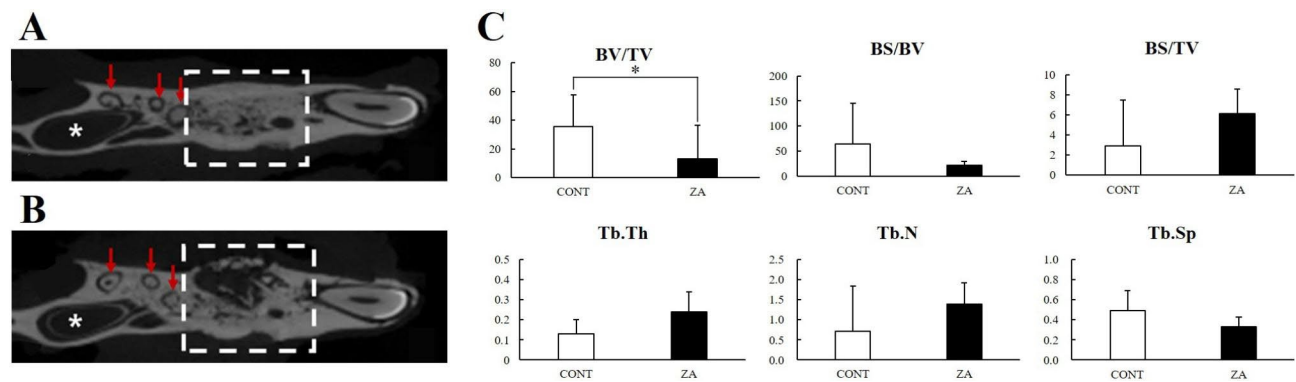 A
B
C
*
*
BV/TV
80
60
40
20
0
*
CONT
ZA
BS/BV
200
150
100
50
0
CONT
ZA
BS/TV
10
8
6
4
2
0
CONT
ZA
Tb.Th
0.5
0.4
0.3
0.2
0.1
0
CONT
ZA
Tb.N
2.5
2.0
1.5
1.0
0.5
0.0
CONT
ZA
Tb.Sp
1.0
0.8
0.6
0.4
0.2
0.0
CONT
ZA